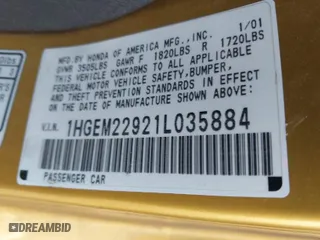 MFD. BY HONDA OF AMERICA MFG.,INC. 1/01
GVWR 3505LBS GAWR F 1820LBS R 1720LBS
THIS VEHICLE CONFORMS TO ALL APPLICABLE
FEDERAL MOTOR VEHICLE SAFETY,BUMPER,
AND THEFT PREVENTION STANDARDS IN EFFECT
ON THE DATE OF MANUFACTURE SHOWN ABOVE.
V.I.N. 1HGEM22921L035884
PASSENGER CAR
DREAMBID